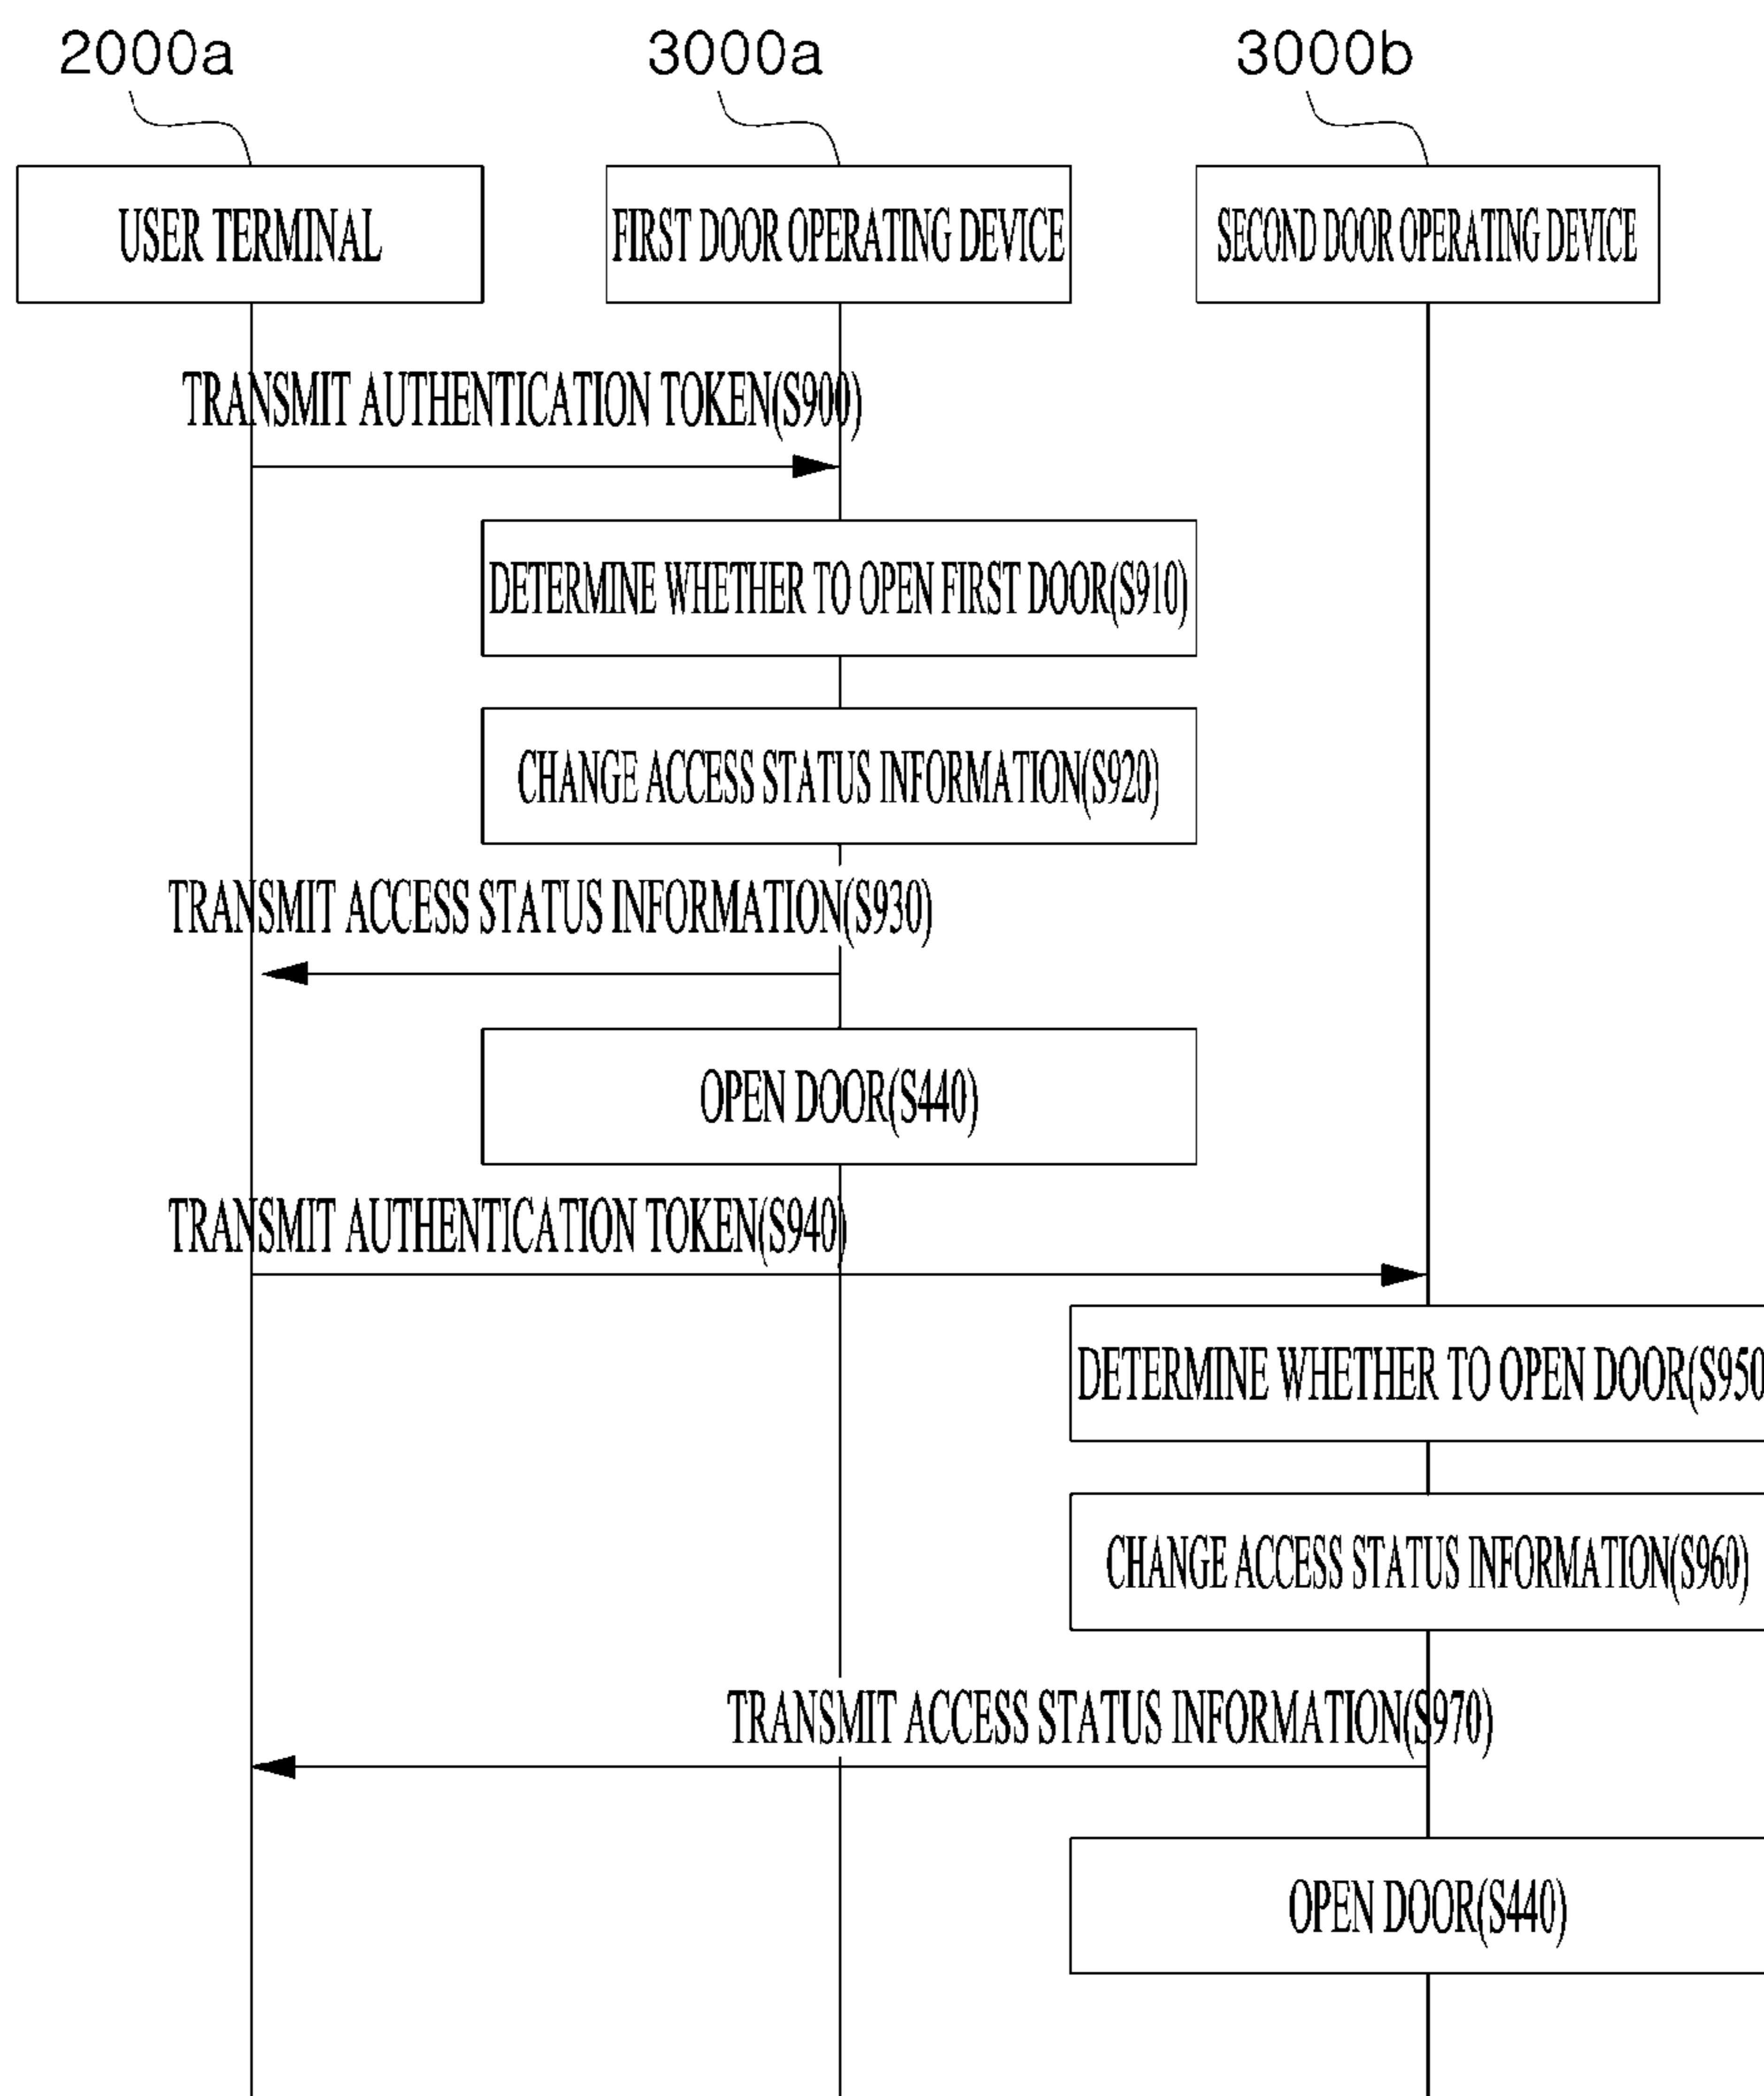 2000a 3000a 3000b
USER TERMINAL FIRST DOOR OPERATING DEVICE SECOND DOOR OPERATING DEVICE
TRANSMIT AUTHENTICATION TOKEN(S900)
DETERMINE WHETHER TO OPEN FIRST DOOR(S910)
CHANGE ACCESS STATUS INFORMATION(S920)
TRANSMIT ACCESS STATUS INFORMATION(S930)
OPEN DOOR(S440)
TRANSMIT AUTHENTICATION TOKEN(S940)
DETERMINE WHETHER TO OPEN DOOR(S950
CHANGE ACCESS STATUS INFORMATION(S960)
TRANSMIT ACCESS STATUS INFORMATION(S970)
OPEN DOOR(S440)